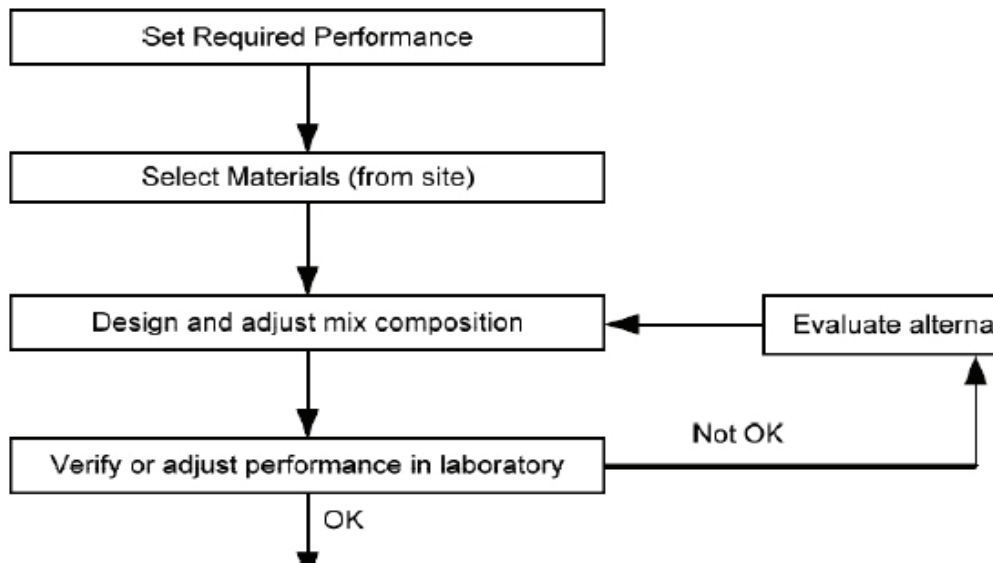 Set Required Performance
Select Materials (from site)
Design and adjust mix composition
Evaluate alterna
Not OK
Verify or adjust performance in laboratory
OK